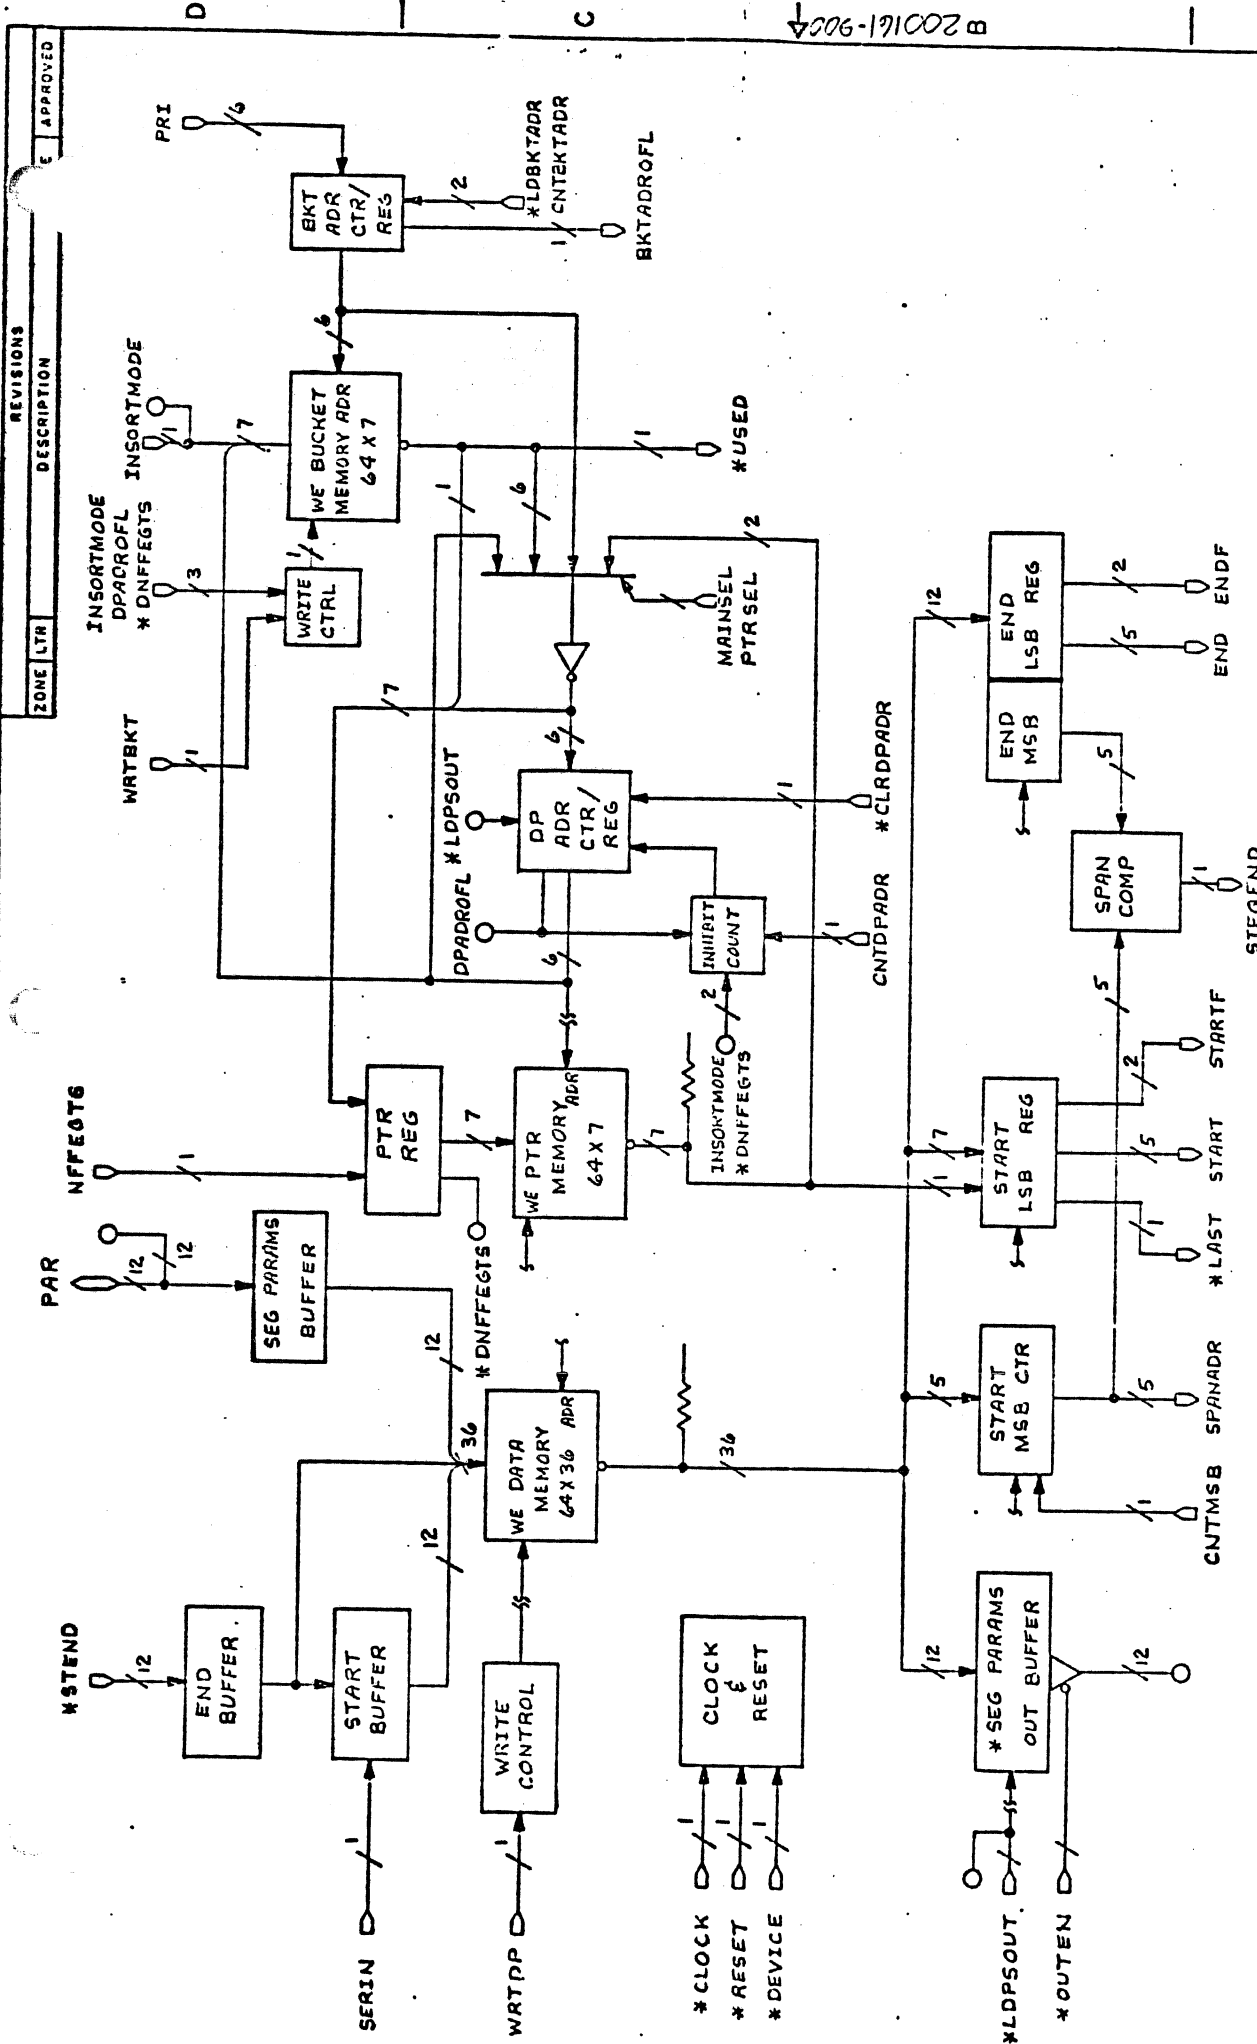 REVISIONS
ZONE
LTR
DESCRIPTION
E
APPROVED
D
C
B
B 200161-900A
PRI
6
BKT
ADR
CTR/
REG
2
*LDBKTADR
CNTBKTADR
1
BKTADROFL
INSORTMODE
1
7
6
WE BUCKET
MEMORY ADR
64 X 7
1
6
1
*USED
INSORTMODE
DPADROFL
*DNFFEGTS
3
1
WRITE
CTRL
WRTBKT
1
2
MAINSEL
PTRSEL
7
6
*LDPSOUT
DPADROFL
DP
ADR
CTR/
REG
6
1
*CLRDPADR
INHIBIT
COUNT
1
CNTDPADR
2
INSORTMODE
*DNFFEGTS
NFFEGTS
1
PTR
REG
7
*DNFFEGTS
WE PTR
MEMORY ADR
64 X 7
7
PAR
12
12
SEG PARAMS
BUFFER
12
*STEND
12
END
BUFFER
START
BUFFER
12
36
SERIN
1
WE DATA
MEMORY
64X36 ADR
36
WRITE
CONTROL
WRTDP
1
CLOCK
&
RESET
*CLOCK
1
*RESET
1
*DEVICE
1
12
END
MSB
END
LSB REG
5
2
5
END
ENDF
SPAN
COMP
1
STEQEND
5
7
1
START
LSB REG
2
STARTF
5
START
1
*LAST
5
START
MSB CTR
5
SPANADR
1
CNTMSB
12
*SEG PARAMS
OUT BUFFER
12
*LDPSOUT
*OUTEN